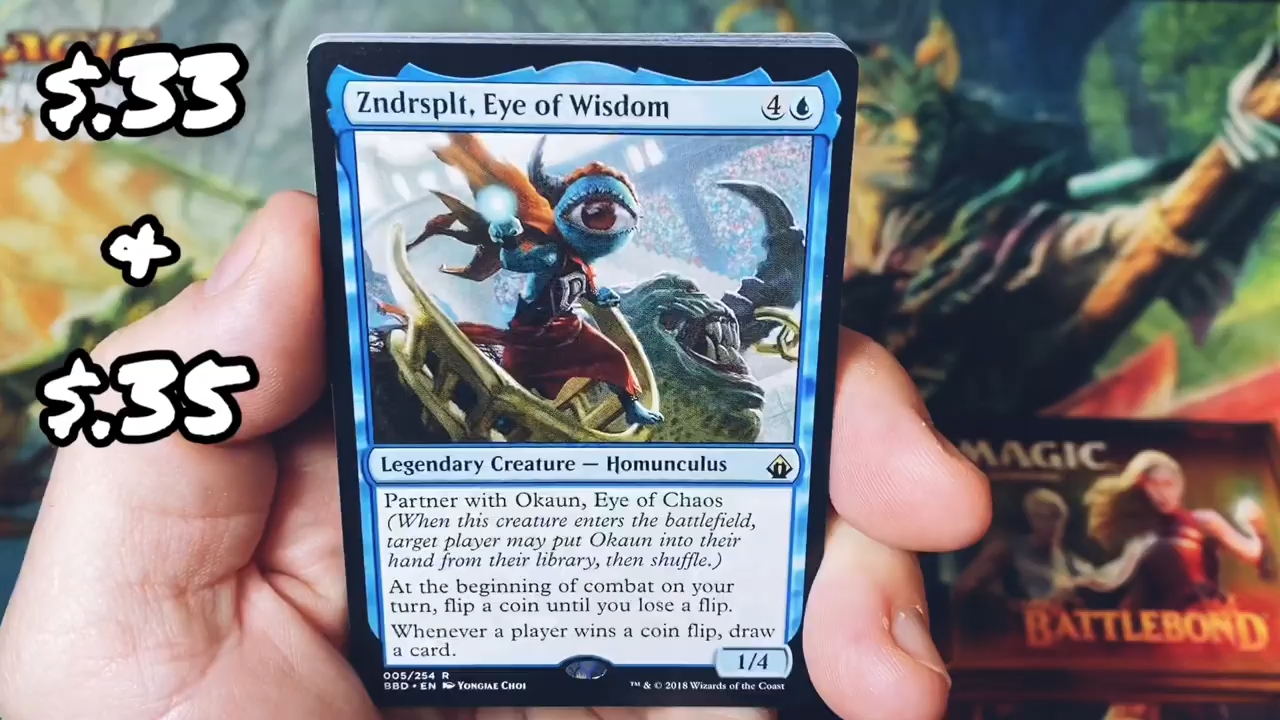 $.33
+
$.35
Zndrsplt, Eye of Wisdom 4
Legendary Creature — Homunculus
Partner with Okaun, Eye of Chaos
(When this creature enters the battlefield,
target player may put Okaun into their
hand from their library, then shuffle.)
At the beginning of combat on your
turn, flip a coin until you lose a flip.
Whenever a player wins a coin flip, draw
a card.
1/4
005/254 R
BBD • EN Yongjae Choi
™ & © 2018 Wizards of the Coast
MAGIC
BATTLEBOND